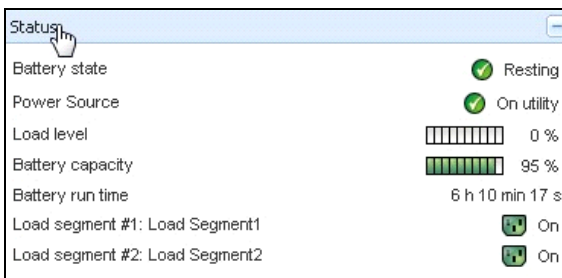 Status
Battery state Resting
Power Source On utility
Load level 0 %
Battery capacity 95 %
Battery run time 6 h 10 min 17 s
Load segment #1: Load Segment1 On
Load segment #2: Load Segment2 On